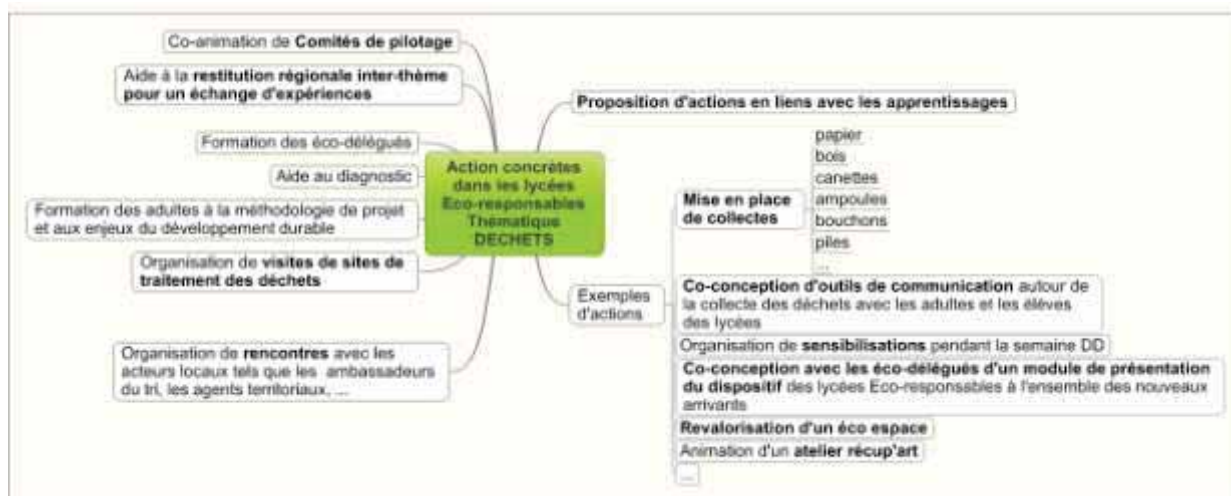 Co-animation de Comités de pilotage
Aide à la restitution régionale inter-thème
pour un échange d'expériences
Formation des éco-délégués
Aide au diagnostic
Formation des adultes à la méthodologie de projet
et aux enjeux du développement durable
Organisation de visites de sites de
traitement des déchets
Organisation de rencontres avec les
acteurs locaux tels que les ambassadeurs
du tri, les agents territoriaux, ...
Action concrètes
dans les lycées
Eco-responsables
Thématique
DECHETS
Proposition d'actions en liens avec les apprentissages
Exemples
d'actions
Mise en place
de collectes
papier
bois
canettes
ampoules
bouchons
piles
...
Co-conception d'outils de communication autour de
la collecte des déchets avec les adultes et les élèves
des lycées
Organisation de sensibilisations pendant la semaine DD
Co-conception avec les éco-délégués d'un module de présentation
du dispositif des lycées Eco-responsables à l'ensemble des nouveaux
arrivants
Revalorisation d'un éco espace
Animation d'un atelier récup'art
...